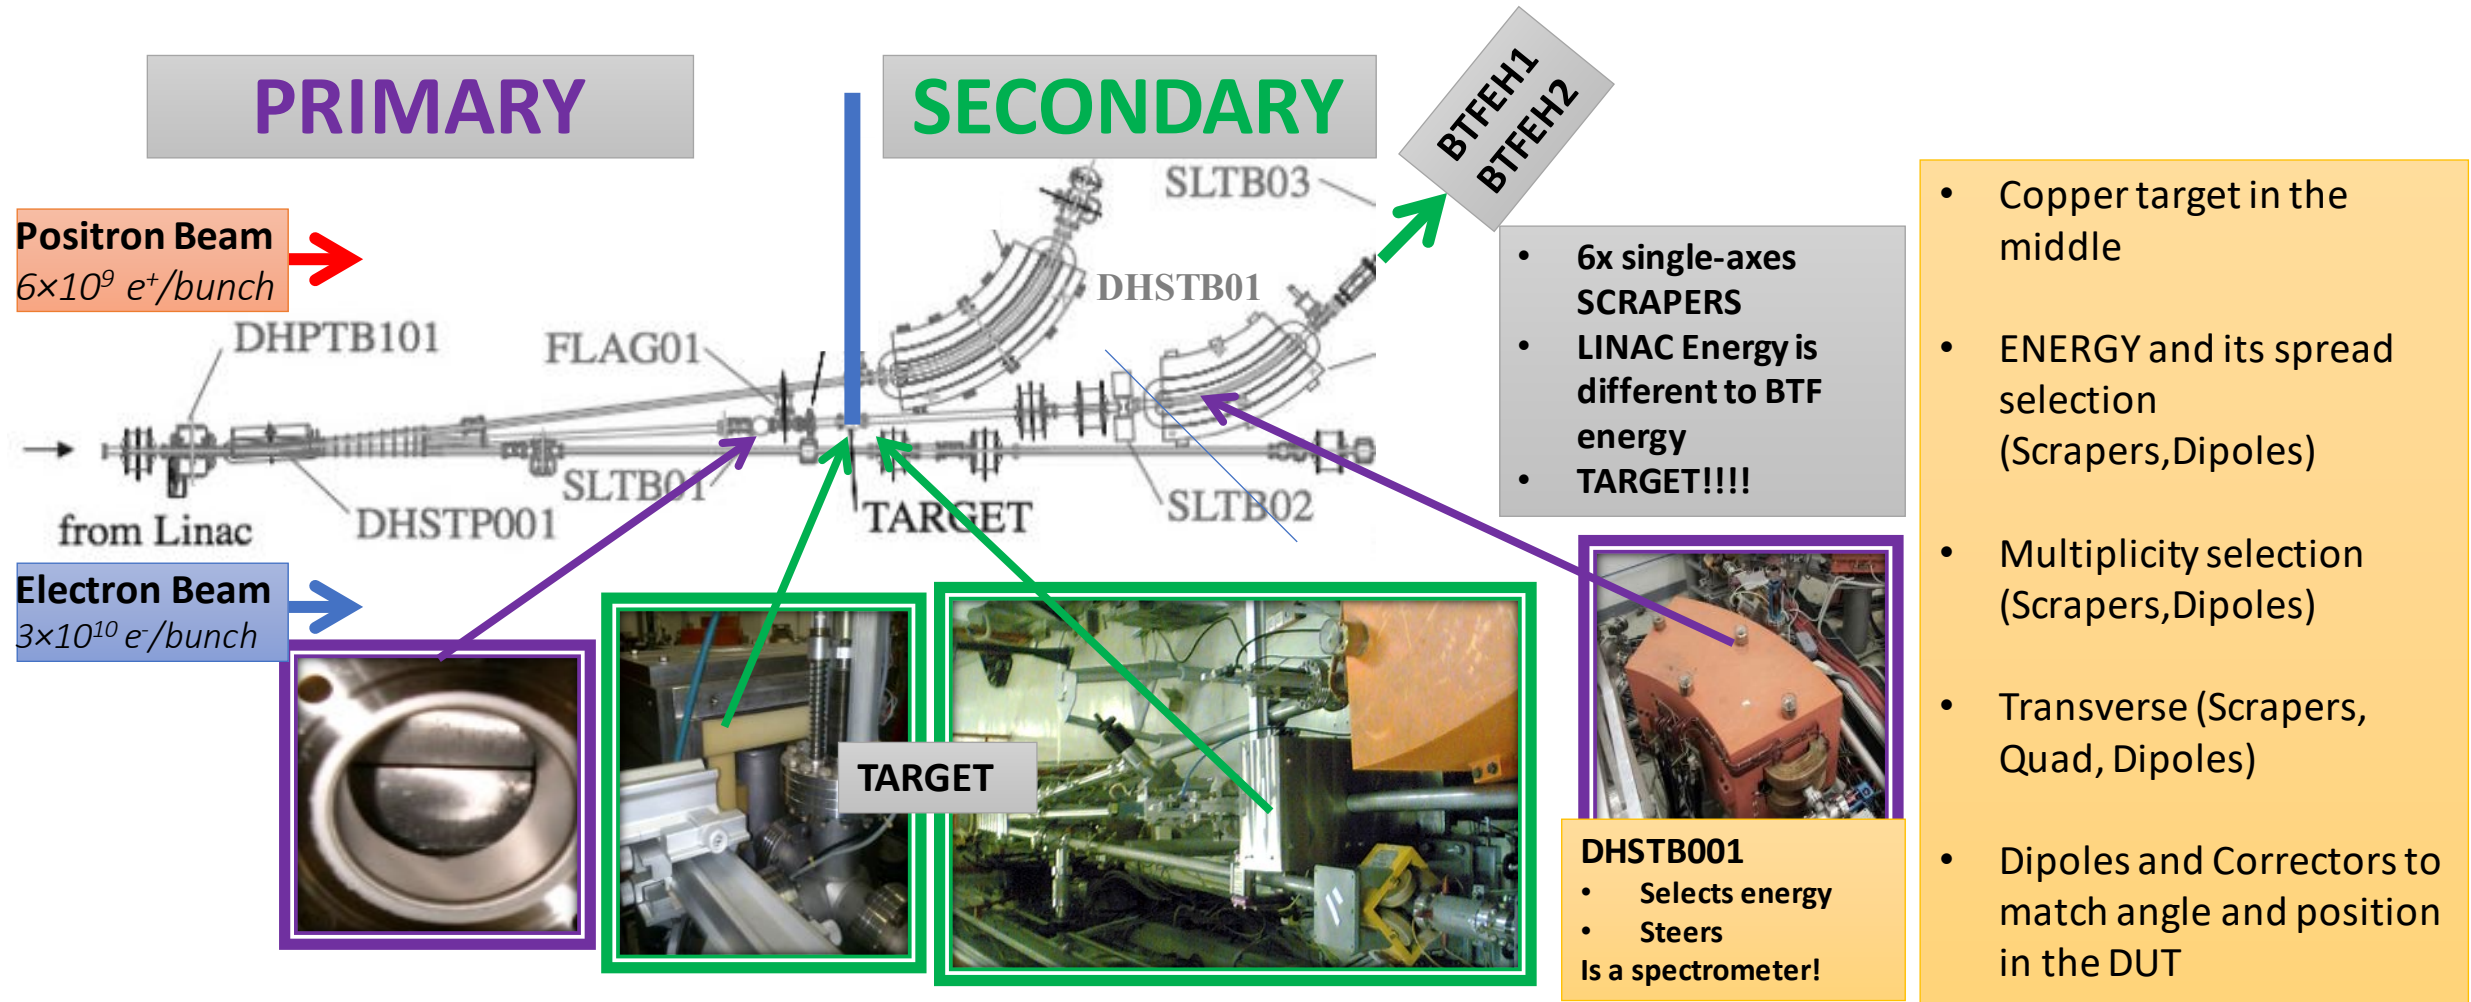 PRIMARY
SECONDARY
BTFEH1
BTFEH2
SLTB03
Positron Beam
6×10⁹ e⁺/bunch
DHSTB01
DHPTB101
FLAG01
SLTB01
TARGET
SLTB02
from Linac
DHSTP001
Electron Beam
3×10¹⁰ e⁻/bunch
• 6x single-axes
SCRAPERS
• LINAC Energy is
different to BTF
energy
• TARGET!!!!
TARGET
DHSTB001
• Selects energy
• Steers
Is a spectrometer!
• Copper target in the
middle
• ENERGY and its spread
selection
(Scrapers,Dipoles)
• Multiplicity selection
(Scrapers,Dipoles)
• Transverse (Scrapers,
Quad, Dipoles)
• Dipoles and Correctors to
match angle and position
in the DUT